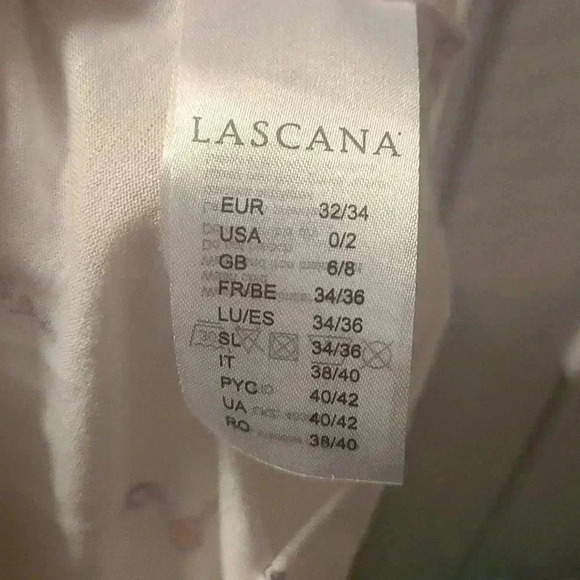 LASCANA
EUR 32/34
USA 0/2
GB 6/8
FR/BE 34/36
LU/ES 34/36
SL 34/36
IT 38/40
РУС 40/42
UA 40/42
RO 38/40